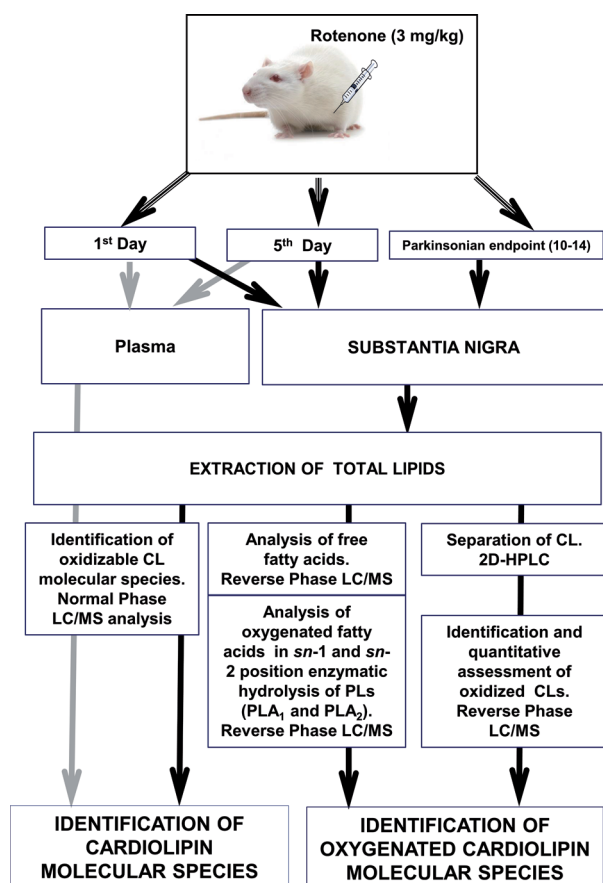 Rotenone (3 mg/kg)
1st Day
5th Day
Parkinsonian endpoint (10-14)
Plasma
SUBSTANTIA NIGRA
EXTRACTION OF TOTAL LIPIDS
Identification of
oxidizable CL
molecular species.
Normal Phase
LC/MS analysis
Analysis of free
fatty acids.
Reverse Phase LC/MS
Analysis of
oxygenated fatty
acids in sn-1 and sn-
2 position enzymatic
hydrolysis of PLs
(PLA1 and PLA2).
Reverse Phase LC/MS
Separation of CL.
2D-HPLC
Identification and
quantitative
assessment of
oxidized CLs.
Reverse Phase
LC/MS
IDENTIFICATION OF
CARDIOLIPIN
MOLECULAR SPECIES
IDENTIFICATION OF
OXYGENATED CARDIOLIPIN
MOLECULAR SPECIES